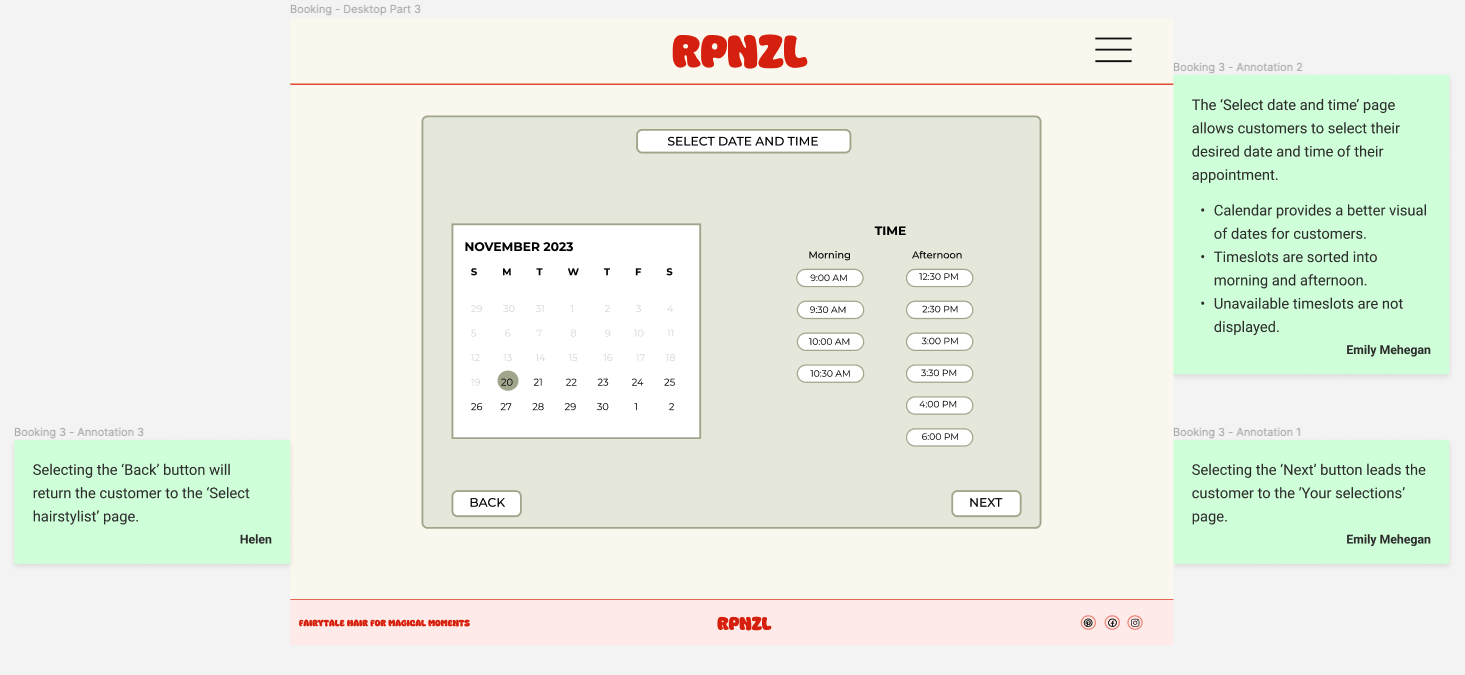 Booking - Desktop Part 3
RPNZL
SELECT DATE AND TIME
NOVEMBER 2023
S M T W T F S
29 30 31 1 2 3 4
5 6 7 8 9 10 11
12 13 14 15 16 17 18
19 20 21 22 23 24 25
26 27 28 29 30 1 2
TIME
Morning Afternoon
9:00 AM 12:30 PM
9:30 AM 2:30 PM
10:00 AM 3:00 PM
10:30 AM 3:30 PM
4:00 PM
6:00 PM
BACK
NEXT
FAIRYTALE HAIR FOR MAGICAL MOMENTS
RPNZL
Booking 3 - Annotation 2
The ‘Select date and time’ page
allows customers to select their
desired date and time of their
appointment.
• Calendar provides a better visual
of dates for customers.
• Timeslots are sorted into
morning and afternoon.
• Unavailable timeslots are not
displayed.
Emily Mehegan
Booking 3 - Annotation 3
Selecting the ‘Back’ button will
return the customer to the ‘Select
hairstylist’ page.
Helen
Booking 3 - Annotation 1
Selecting the ‘Next’ button leads the
customer to the ‘Your selections’
page.
Emily Mehegan